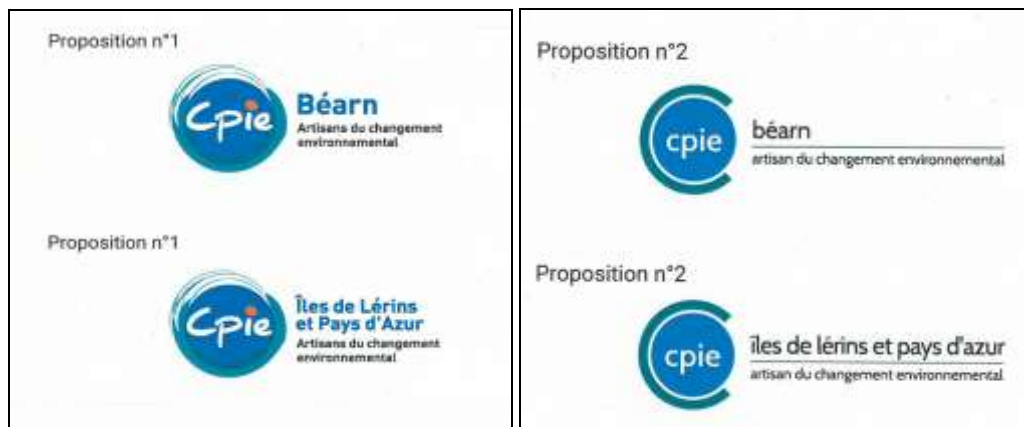 Proposition n°1
Cpie
Béarn
Artisans du changement
environnemental
Proposition n°1
Cpie
Îles de Lérins
et Pays d'Azur
Artisans du changement
environnemental
Proposition n°2
cpie
béarn
artisan du changement environnemental
Proposition n°2
cpie
îles de lérins et pays d'azur
artisan du changement environnemental